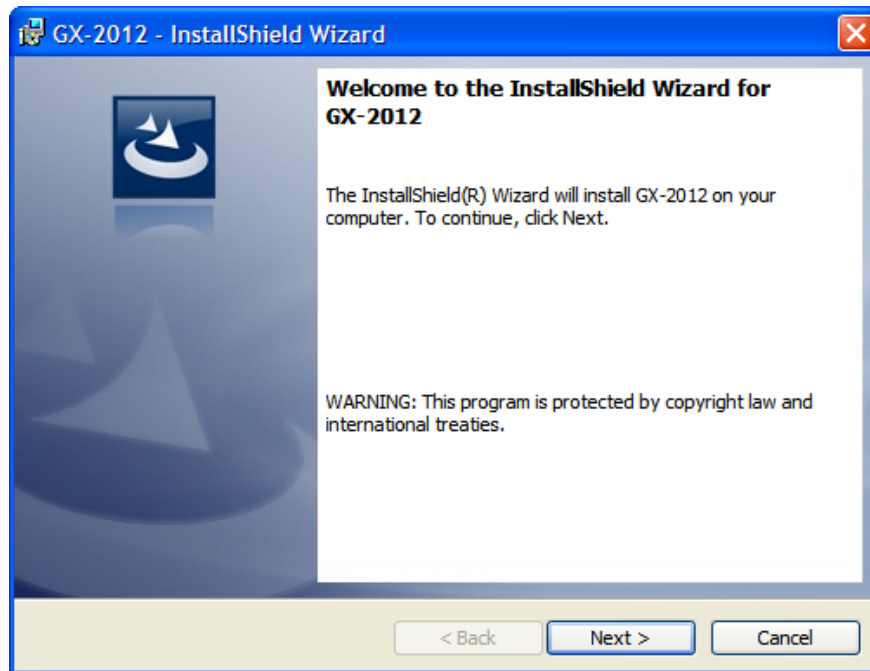 GX-2012 - InstallShield Wizard
Welcome to the InstallShield Wizard for
GX-2012
The InstallShield(R) Wizard will install GX-2012 on your
computer. To continue, click Next.
WARNING: This program is protected by copyright law and
international treaties.
< Back Next > Cancel